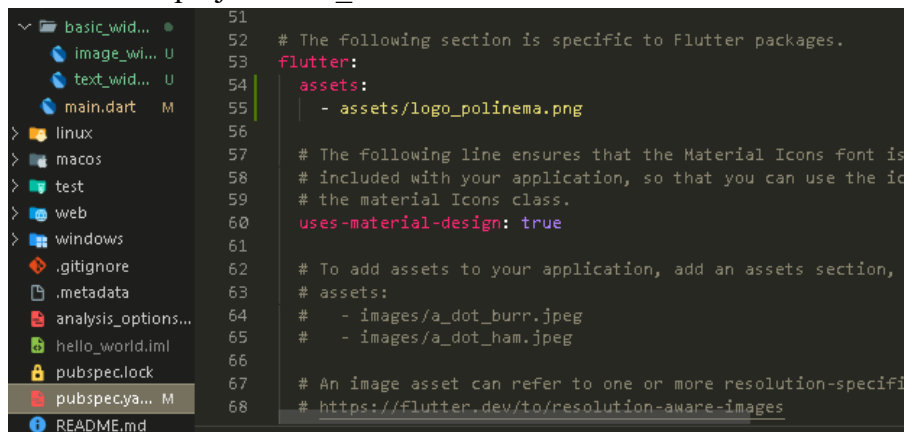 basic_wid...
image_wi... U
text_wid... U
main.dart M
linux
macos
test
web
windows
.gitignore
.metadata
analysis_options...
hello_world.iml
pubspec.lock
pubspec.ya... M
README.md
51
52 # The following section is specific to Flutter packages.
53 flutter:
54 assets:
55 - assets/logo_polinema.png
56
57 # The following line ensures that the Material Icons font is
58 # included with your application, so that you can use the ic
59 # the material Icons class.
60 uses-material-design: true
61
62 # To add assets to your application, add an assets section,
63 # assets:
64 # - images/a_dot_burr.jpeg
65 # - images/a_dot_ham.jpeg
66
67 # An image asset can refer to one or more resolution-specifi
68 # https://flutter.dev/to/resolution-aware-images